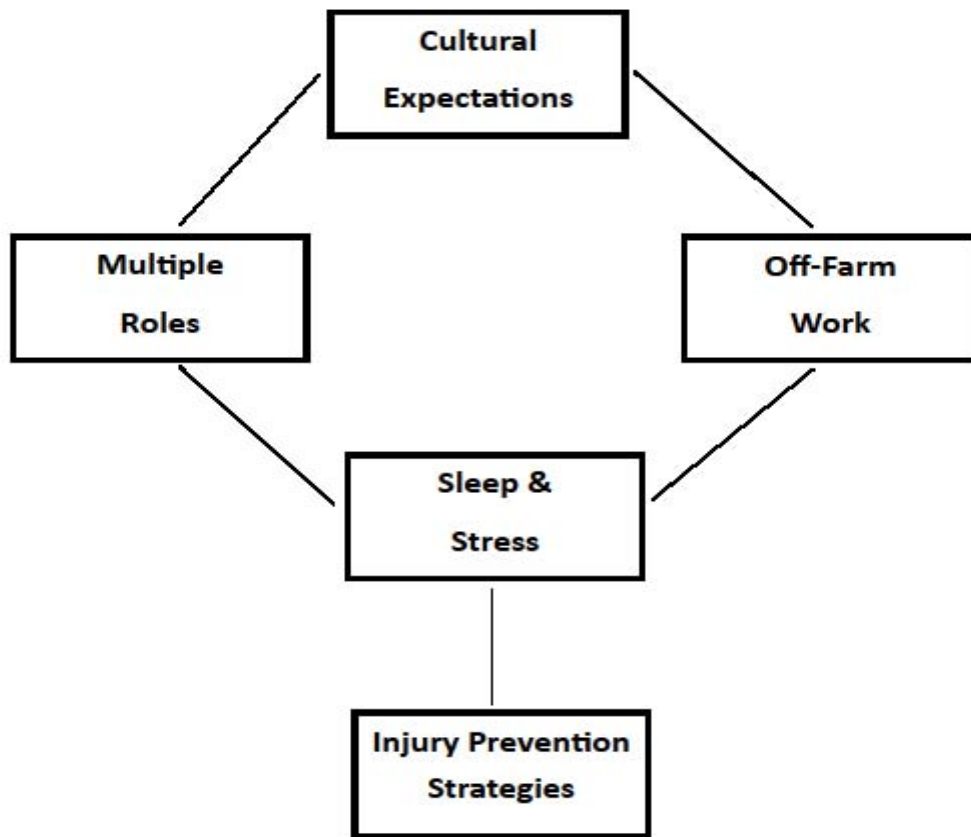 Cultural
Expectations
Multiple
Roles
Off-Farm
Work
Sleep &
Stress
Injury Prevention
Strategies